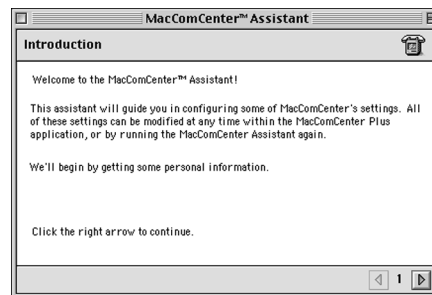 MacComCenter™ Assistant
Introduction
Welcome to the MacComCenter™ Assistant!
This assistant will guide you in configuring some of MacComCenter's settings. All
of these settings can be modified at any time within the MacComCenter Plus
application, or by running the MacComCenter Assistant again.
We'll begin by getting some personal information.
Click the right arrow to continue.
1